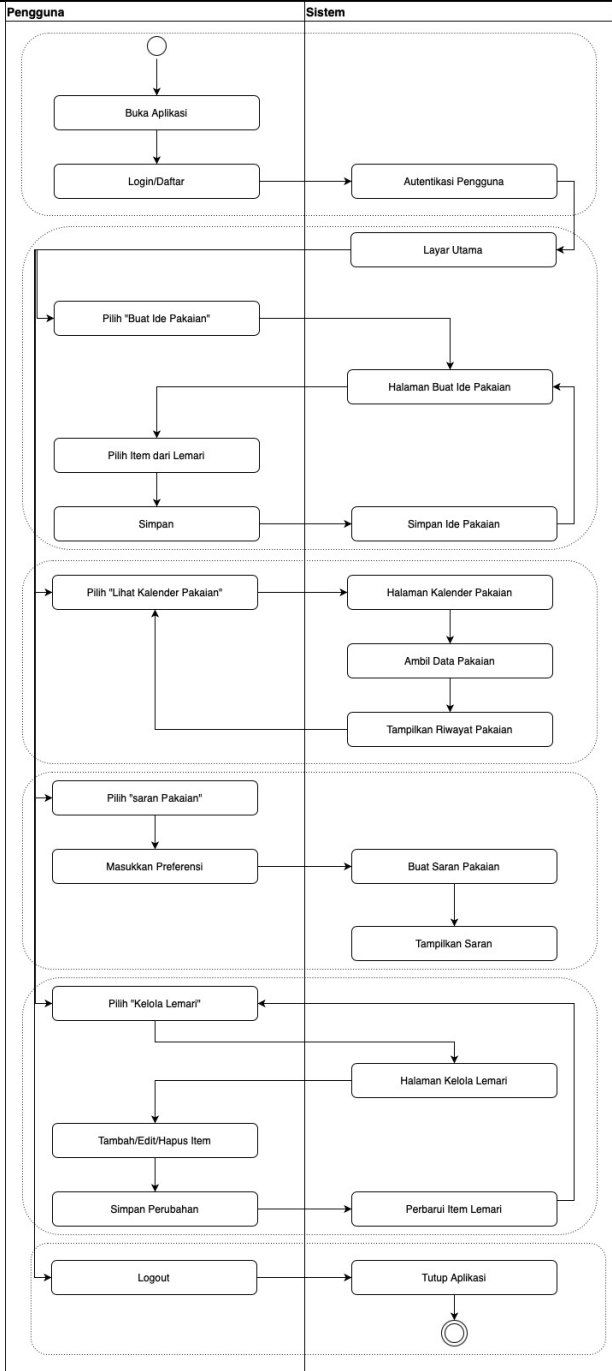 Pengguna
Sistem
Buka Aplikasi
Login/Daftar
Autentikasi Pengguna
Layar Utama
Pilih "Buat Ide Pakaian"
Halaman Buat Ide Pakaian
Pilih Item dari Lemari
Simpan
Simpan Ide Pakaian
Pilih "Lihat Kalender Pakaian"
Halaman Kalender Pakaian
Ambil Data Pakaian
Tampilkan Riwayat Pakaian
Pilih "saran Pakaian"
Masukkan Preferensi
Buat Saran Pakaian
Tampilkan Saran
Pilih "Kelola Lemari"
Halaman Kelola Lemari
Tambah/Edit/Hapus Item
Simpan Perubahan
Perbarui Item Lemari
Logout
Tutup Aplikasi